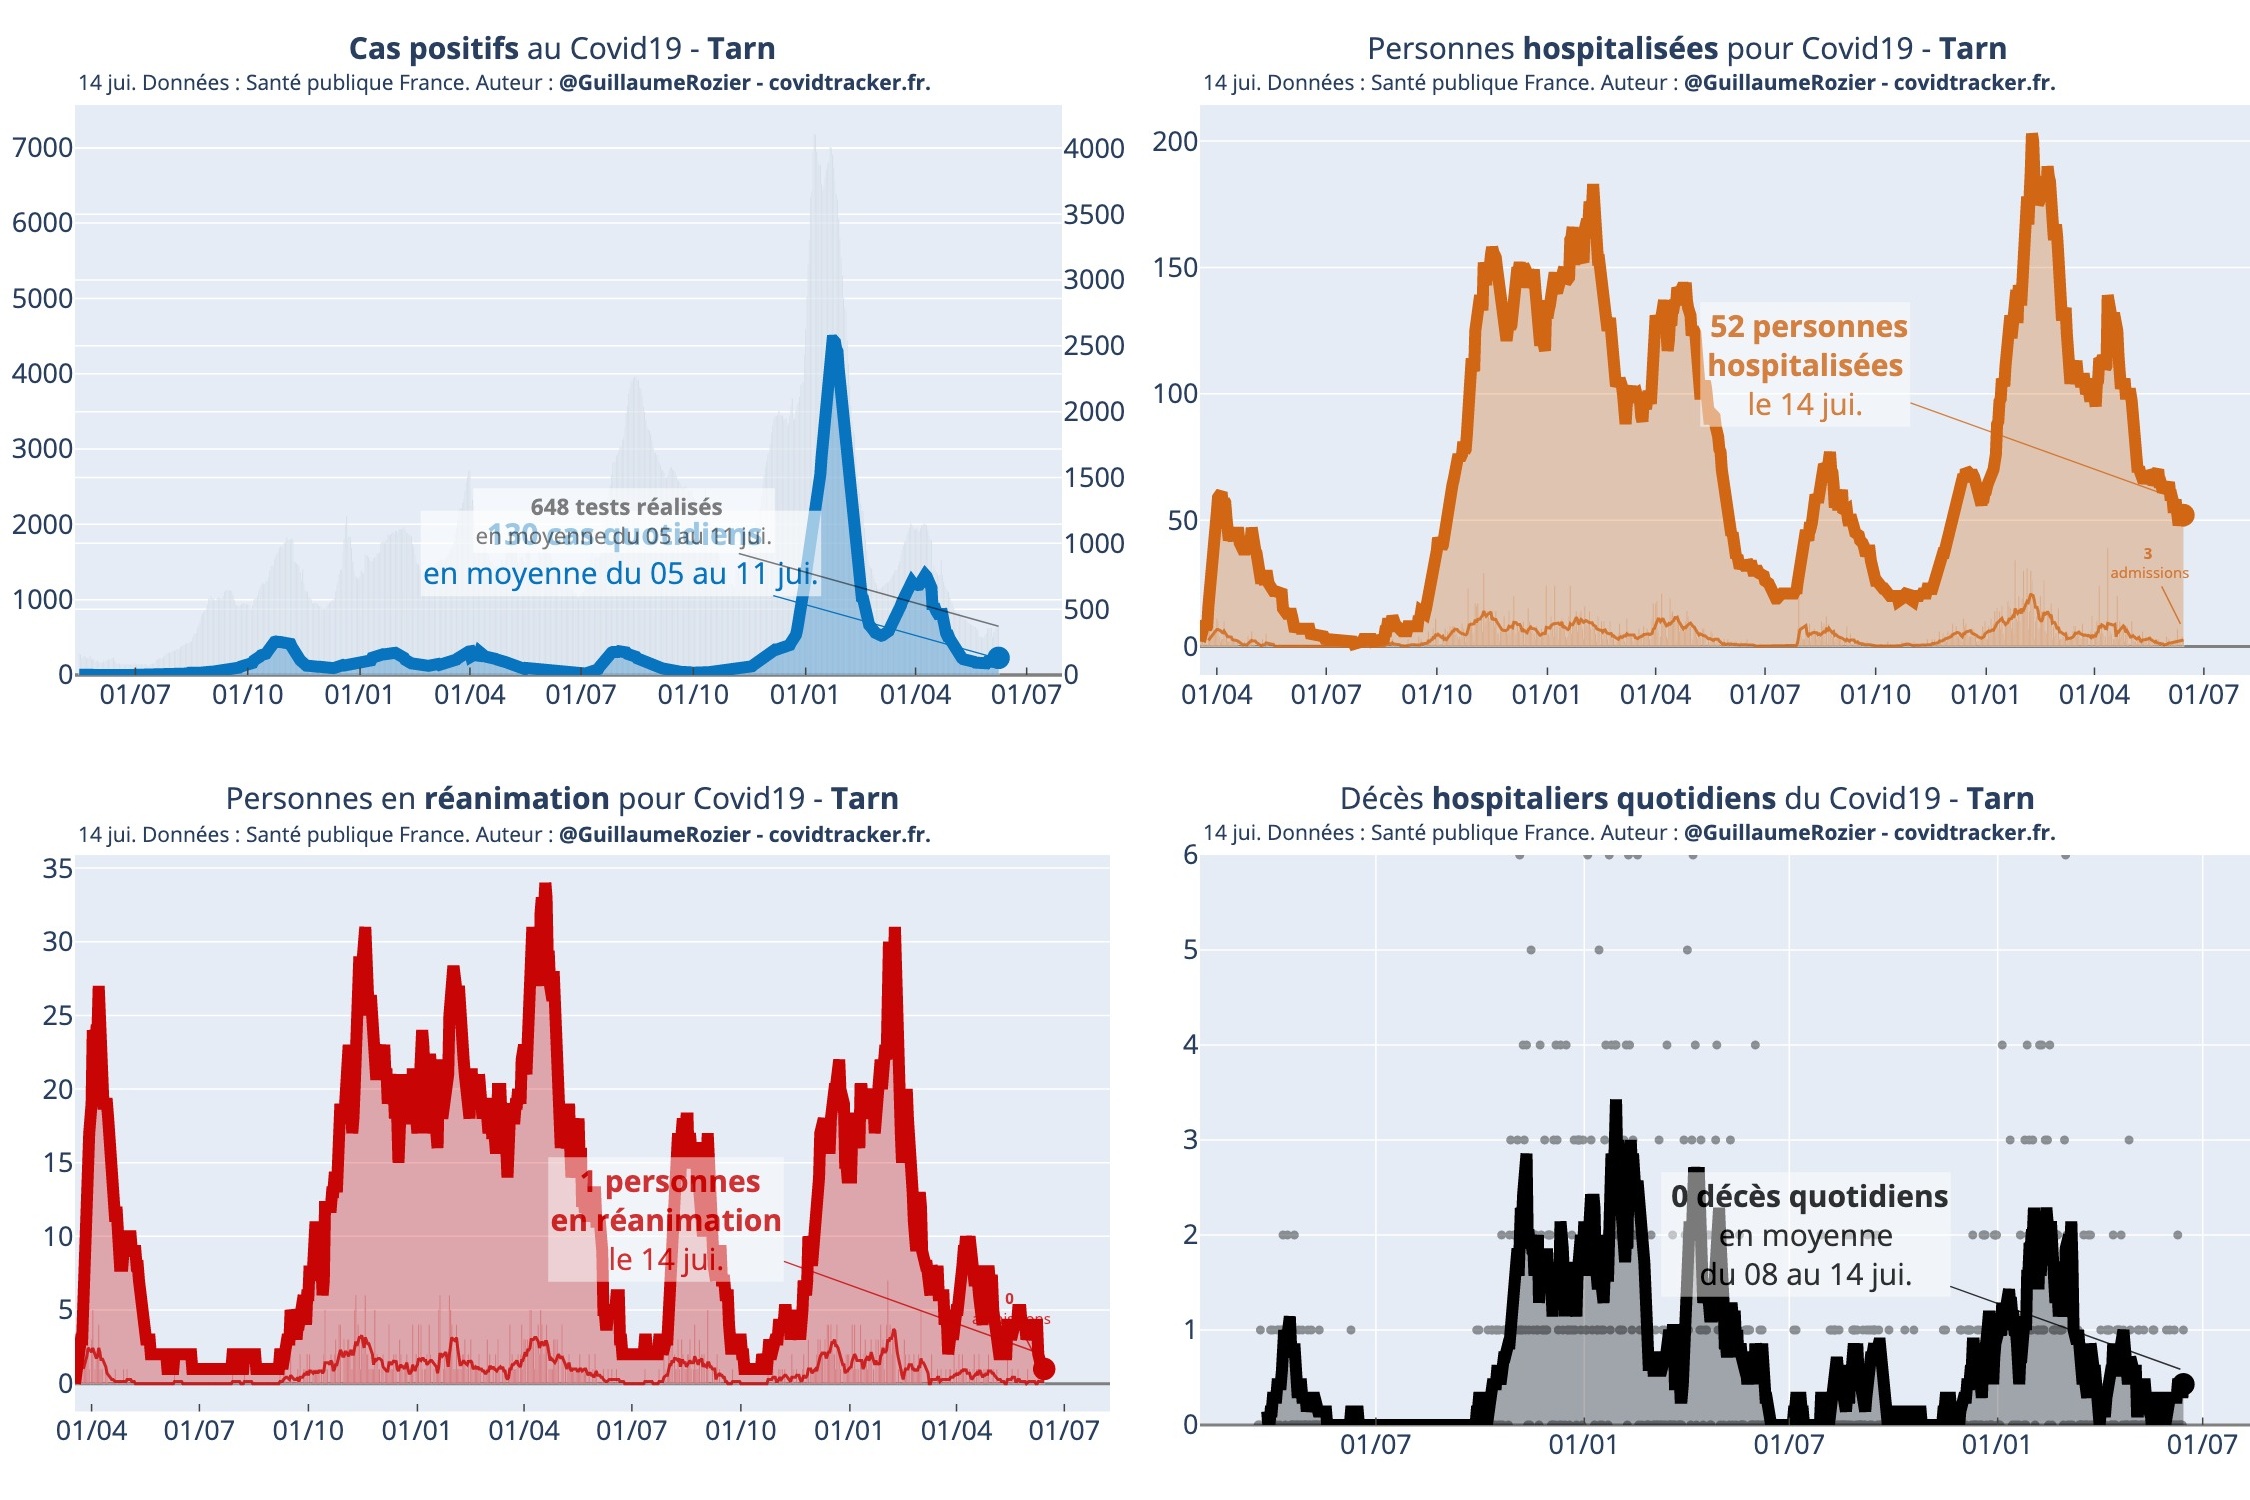 Cas positifs au Covid19 - Tarn
14 jui. Données : Santé publique France. Auteur : @GuillaumeRozier - covidtracker.fr.
7000
6000
5000
4000
3000
2000
1000
0
4000
3500
3000
2500
2000
1500
1000
500
0
648 tests réalisés
en moyenne du 05 au 11 jui.
130 cas quotidiens
en moyenne du 05 au 11 jui.
01/07 01/10 01/01 01/04 01/07 01/10 01/01 01/04 01/07
Personnes hospitalisées pour Covid19 - Tarn
14 jui. Données : Santé publique France. Auteur : @GuillaumeRozier - covidtracker.fr.
200
150
100
50
0
52 personnes
hospitalisées
le 14 jui.
3
admissions
01/04 01/07 01/10 01/01 01/04 01/07 01/10 01/01 01/04 01/07
Personnes en réanimation pour Covid19 - Tarn
14 jui. Données : Santé publique France. Auteur : @GuillaumeRozier - covidtracker.fr.
35
30
25
20
15
10
5
0
1 personnes
en réanimation
le 14 jui.
0
admissions
01/04 01/07 01/10 01/01 01/04 01/07 01/10 01/01 01/04 01/07
Décès hospitaliers quotidiens du Covid19 - Tarn
14 jui. Données : Santé publique France. Auteur : @GuillaumeRozier - covidtracker.fr.
6
5
4
3
2
1
0
0 décès quotidiens
en moyenne
du 08 au 14 jui.
01/07 01/01 01/07 01/01 01/07